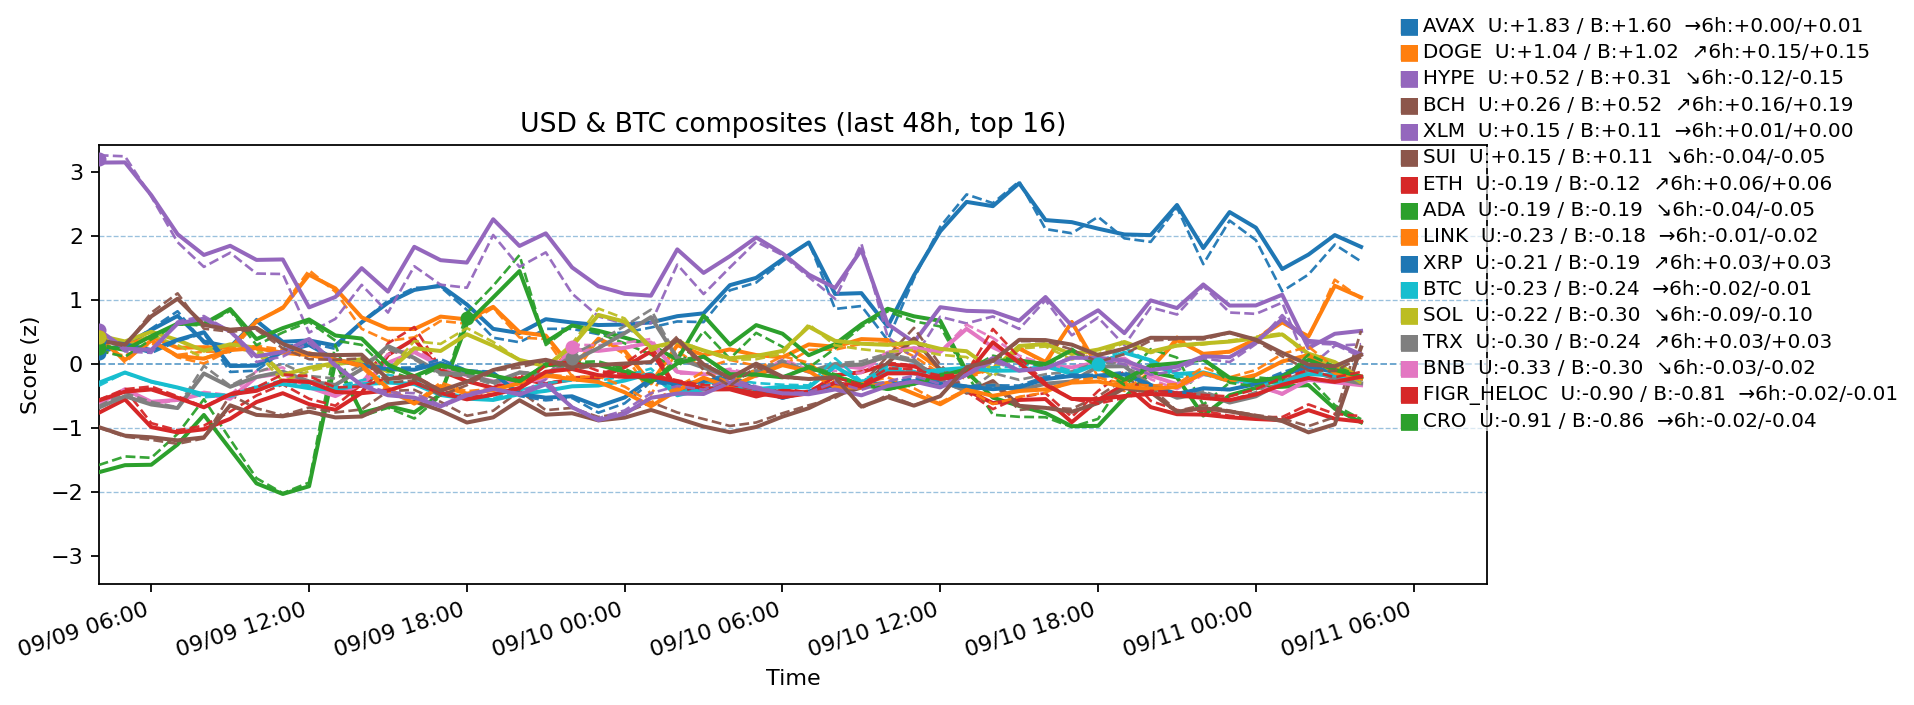 AVAX  U:+1.83 / B:+1.60  →6h:+0.00/+0.01
DOGE  U:+1.04 / B:+1.02  ↗6h:+0.15/+0.15
HYPE  U:+0.52 / B:+0.31  ↘6h:-0.12/-0.15
BCH  U:+0.26 / B:+0.52  ↗6h:+0.16/+0.19
XLM  U:+0.15 / B:+0.11  →6h:+0.01/+0.00
SUI  U:+0.15 / B:+0.11  ↘6h:-0.04/-0.05
ETH  U:-0.19 / B:-0.12  ↗6h:+0.06/+0.06
ADA  U:-0.19 / B:-0.19  ↘6h:-0.04/-0.05
LINK  U:-0.23 / B:-0.18  →6h:-0.01/-0.02
XRP  U:-0.21 / B:-0.19  ↗6h:+0.03/+0.03
BTC  U:-0.23 / B:-0.24  →6h:-0.02/-0.01
SOL  U:-0.22 / B:-0.30  ↘6h:-0.09/-0.10
TRX  U:-0.30 / B:-0.24  ↗6h:+0.03/+0.03
BNB  U:-0.33 / B:-0.30  ↘6h:-0.03/-0.02
FIGR_HELOC  U:-0.90 / B:-0.81  →6h:-0.02/-0.01
CRO  U:-0.91 / B:-0.86  →6h:-0.02/-0.04
USD & BTC composites (last 48h, top 16)
Score (z)
3
2
1
0
−1
−2
−3
09/09 06:00
09/09 12:00
09/09 18:00
09/10 00:00
09/10 06:00
09/10 12:00
09/10 18:00
09/11 00:00
09/11 06:00
Time